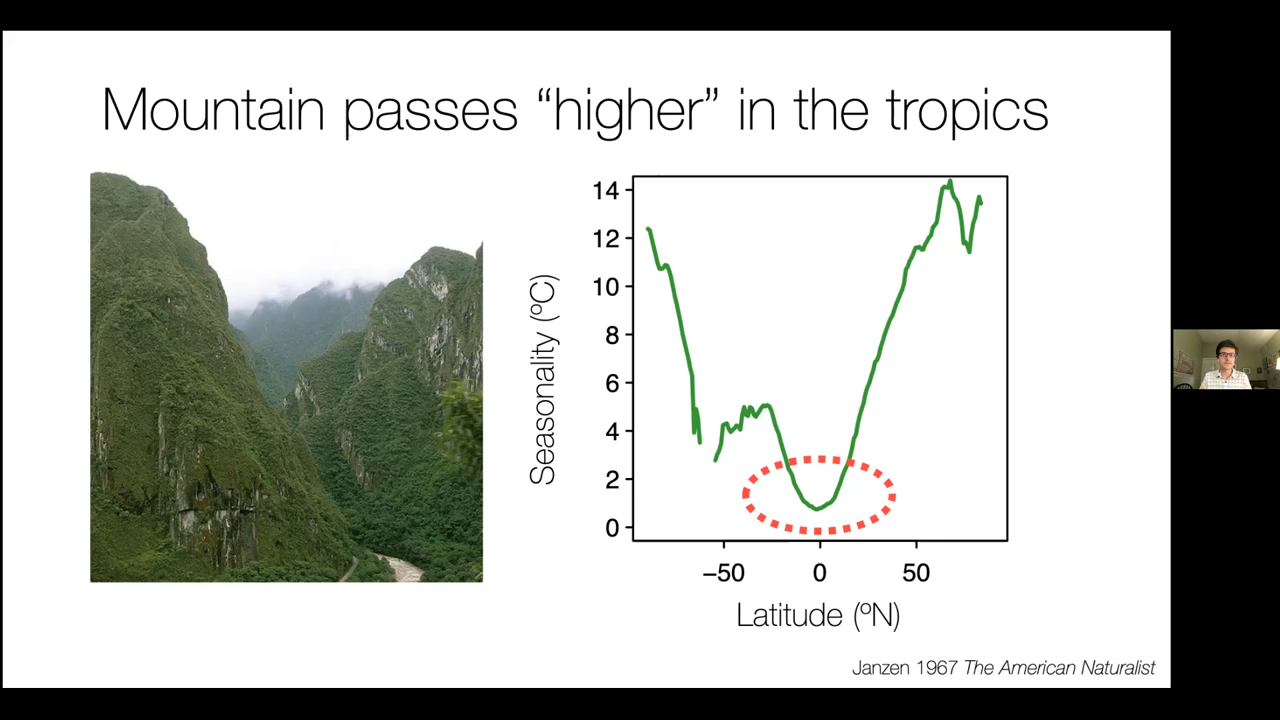 Mountain passes “higher” in the tropics
Seasonality (ºC)
14
12
10
8
6
4
2
0
−50
0
50
Latitude (ºN)
Janzen 1967 The American Naturalist